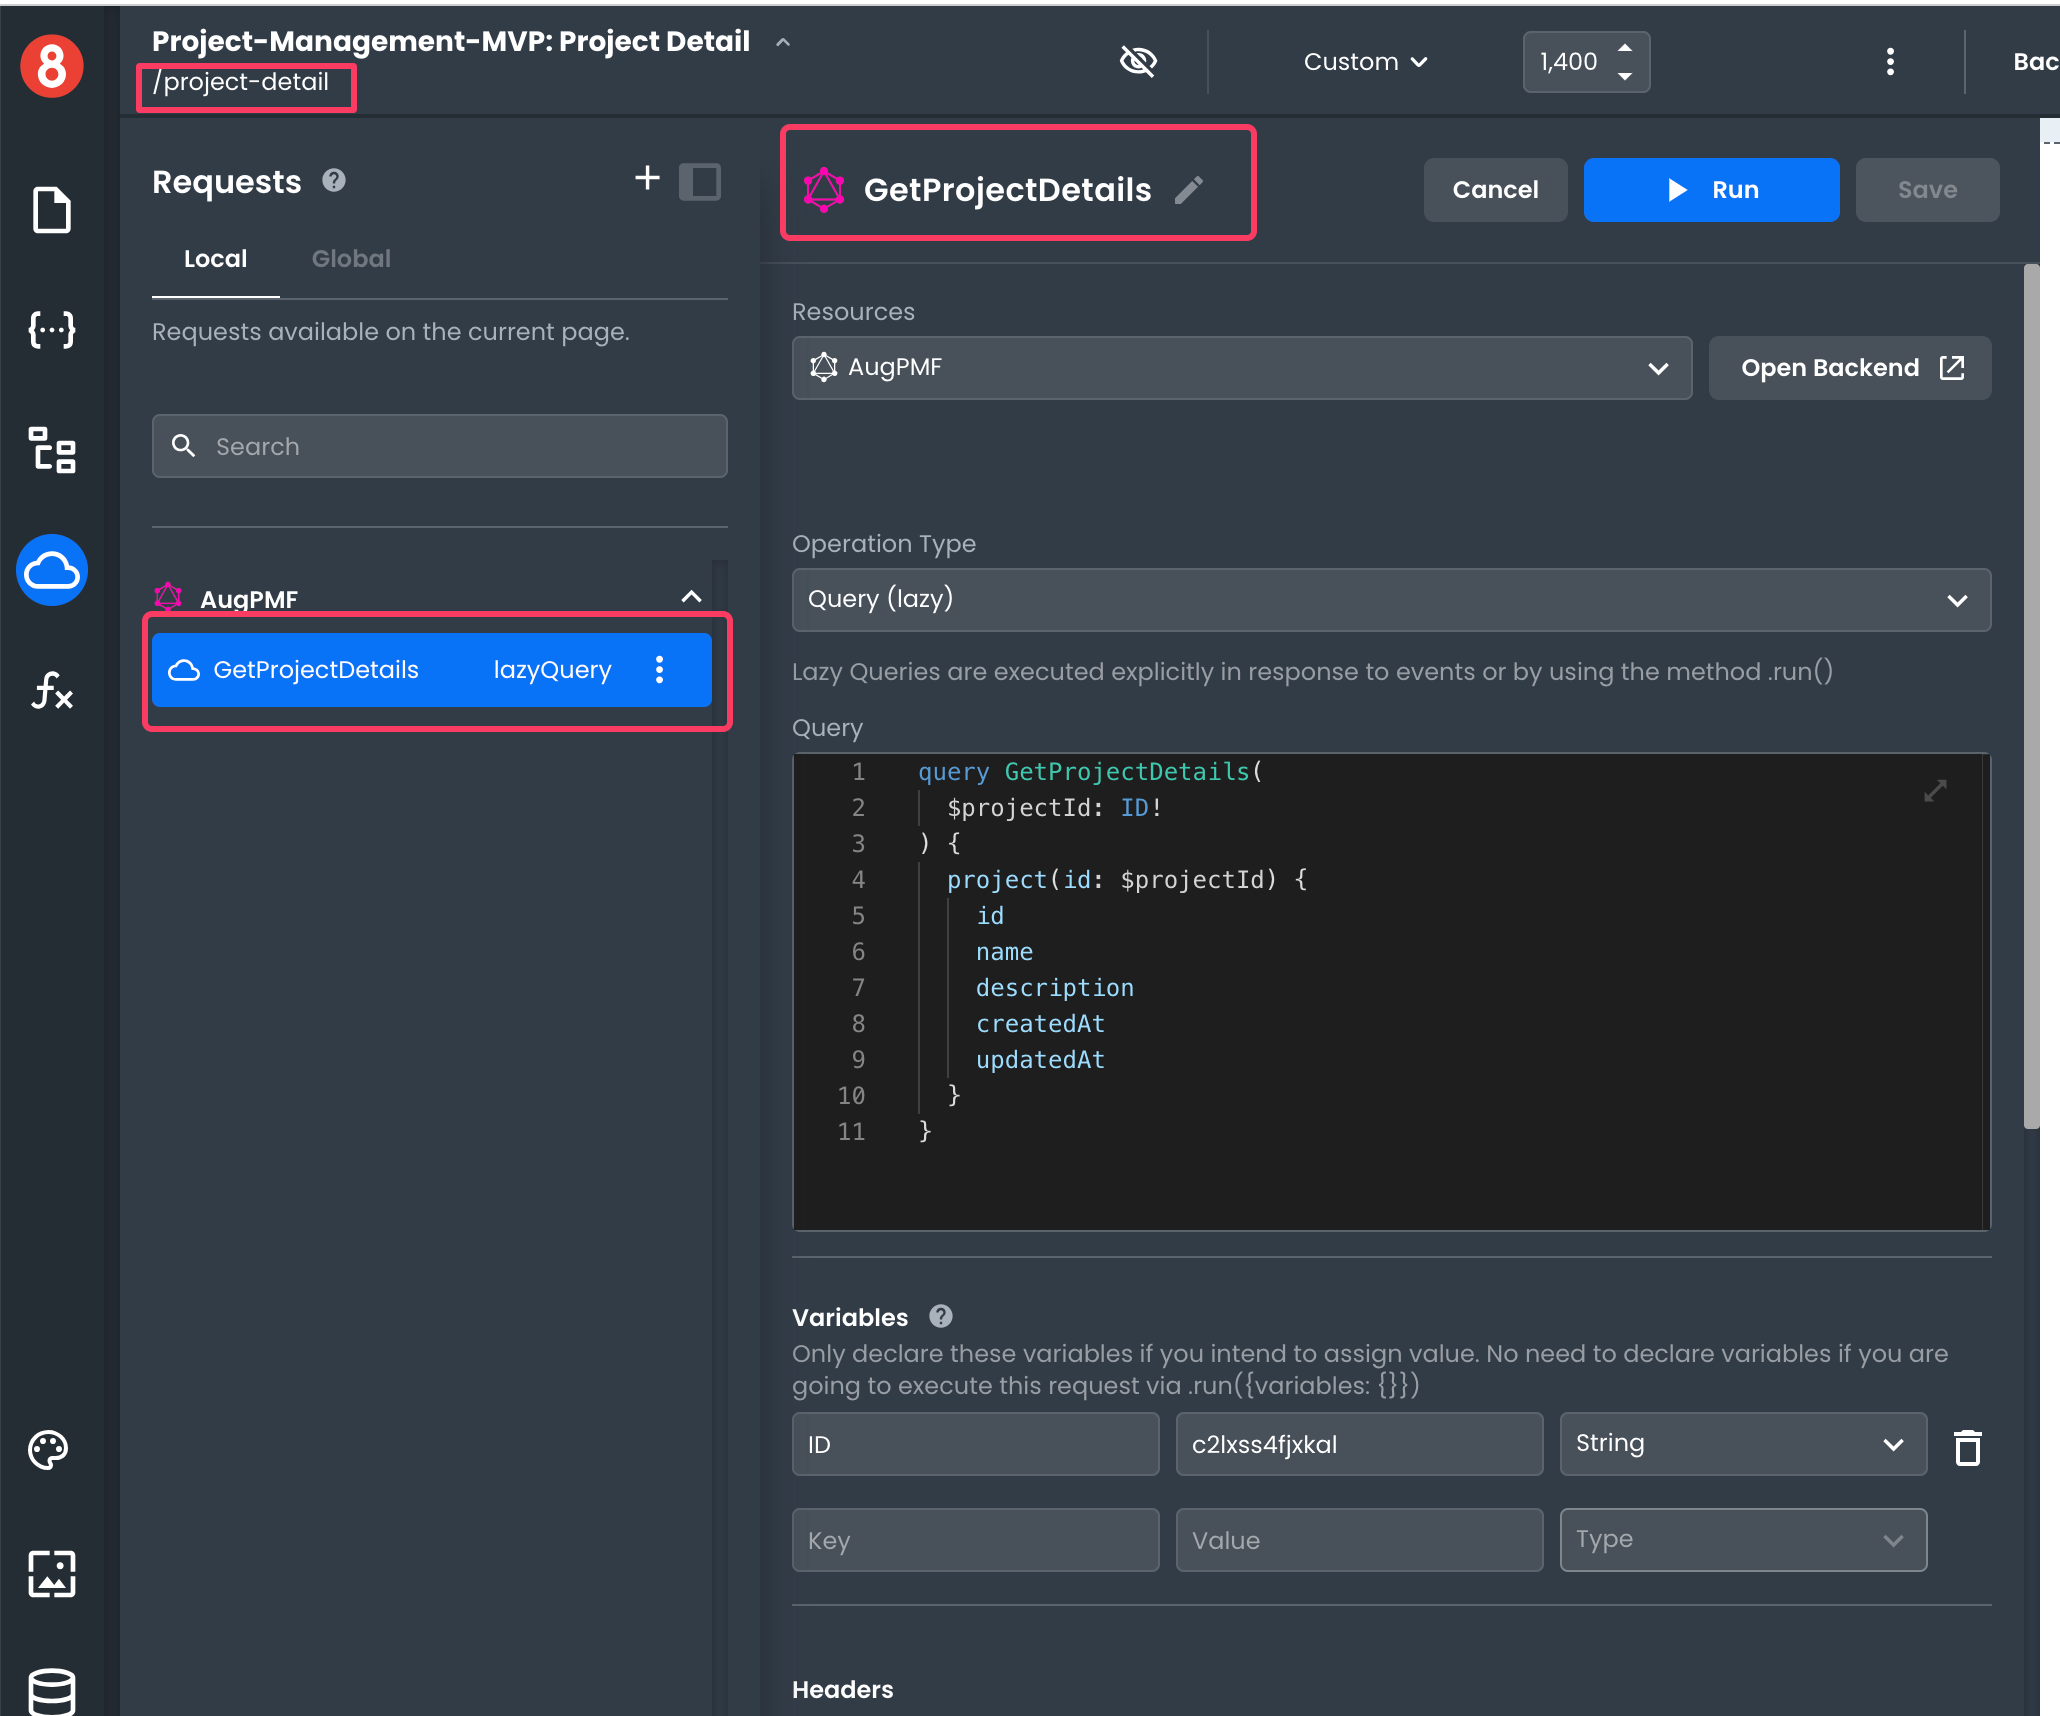 8
Project-Management-MVP: Project Detail
/project-detail
Custom
1,400
Bac
Requests
Local
Global
Requests available on the current page.
Search
AugPMF
GetProjectDetails
lazyQuery
GetProjectDetails
Cancel
Run
Save
Resources
AugPMF
Open Backend
Operation Type
Query (lazy)
Lazy Queries are executed explicitly in response to events or by using the method .run()
Query
1 query GetProjectDetails(
2 $projectId: ID!
3 ) {
4 project(id: $projectId) {
5 id
6 name
7 description
8 createdAt
9 updatedAt
10 }
11 }
Variables
Only declare these variables if you intend to assign value. No need to declare variables if you are
going to execute this request via .run({variables: {}})
ID
c2lxss4fjxkal
String
Key
Value
Type
Headers